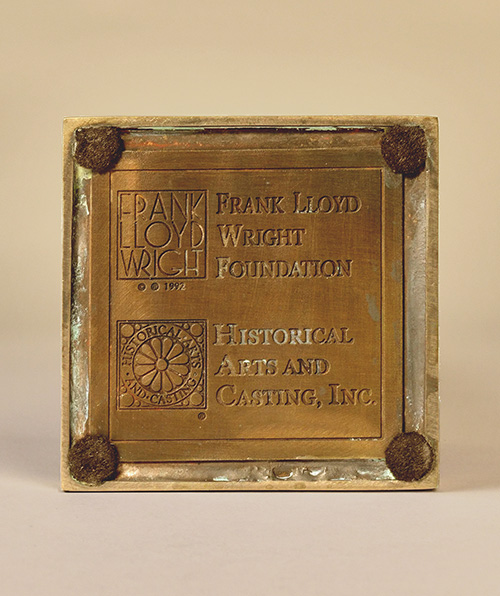 FRANK
LLOYD
WRIGHT
© ® 1992
FRANK LLOYD
WRIGHT
FOUNDATION
HISTORICAL ARTS
·AND·CASTING·
®
HISTORICAL
ARTS AND
CASTING, INC.